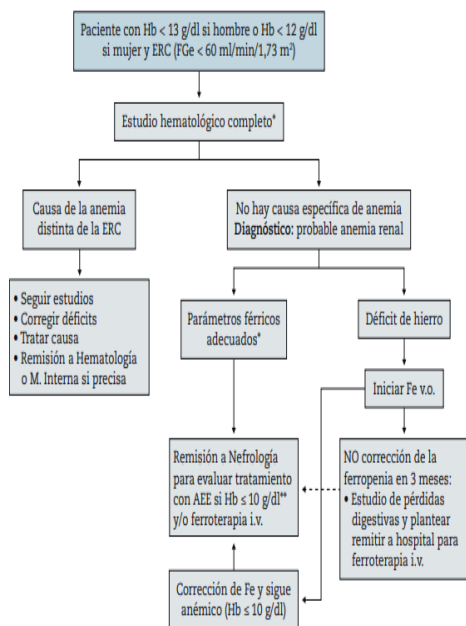 Paciente con Hb < 13 g/dl si hombre o Hb < 12 g/dl
si mujer y ERC (FGe < 60 ml/min/1,73 m²)
Estudio hematológico completo*
Causa de la anemia
distinta de la ERC
No hay causa específica de anemia
Diagnóstico: probable anemia renal
• Seguir estudios
• Corregir déficits
• Tratar causa
• Remisión a Hematología
o M. Interna si precisa
Parámetros férricos
adecuados*
Déficit de hierro
Iniciar Fe v.o.
Remisión a Nefrología
para evaluar tratamiento
con AEE si Hb ≤ 10 g/dl**
y/o ferroterapia i.v.
NO corrección de la
ferropenia en 3 meses:
• Estudio de pérdidas
digestivas y plantear
remitir a hospital para
ferroterapia i.v.
Corrección de Fe y sigue
anémico (Hb ≤ 10 g/dl)